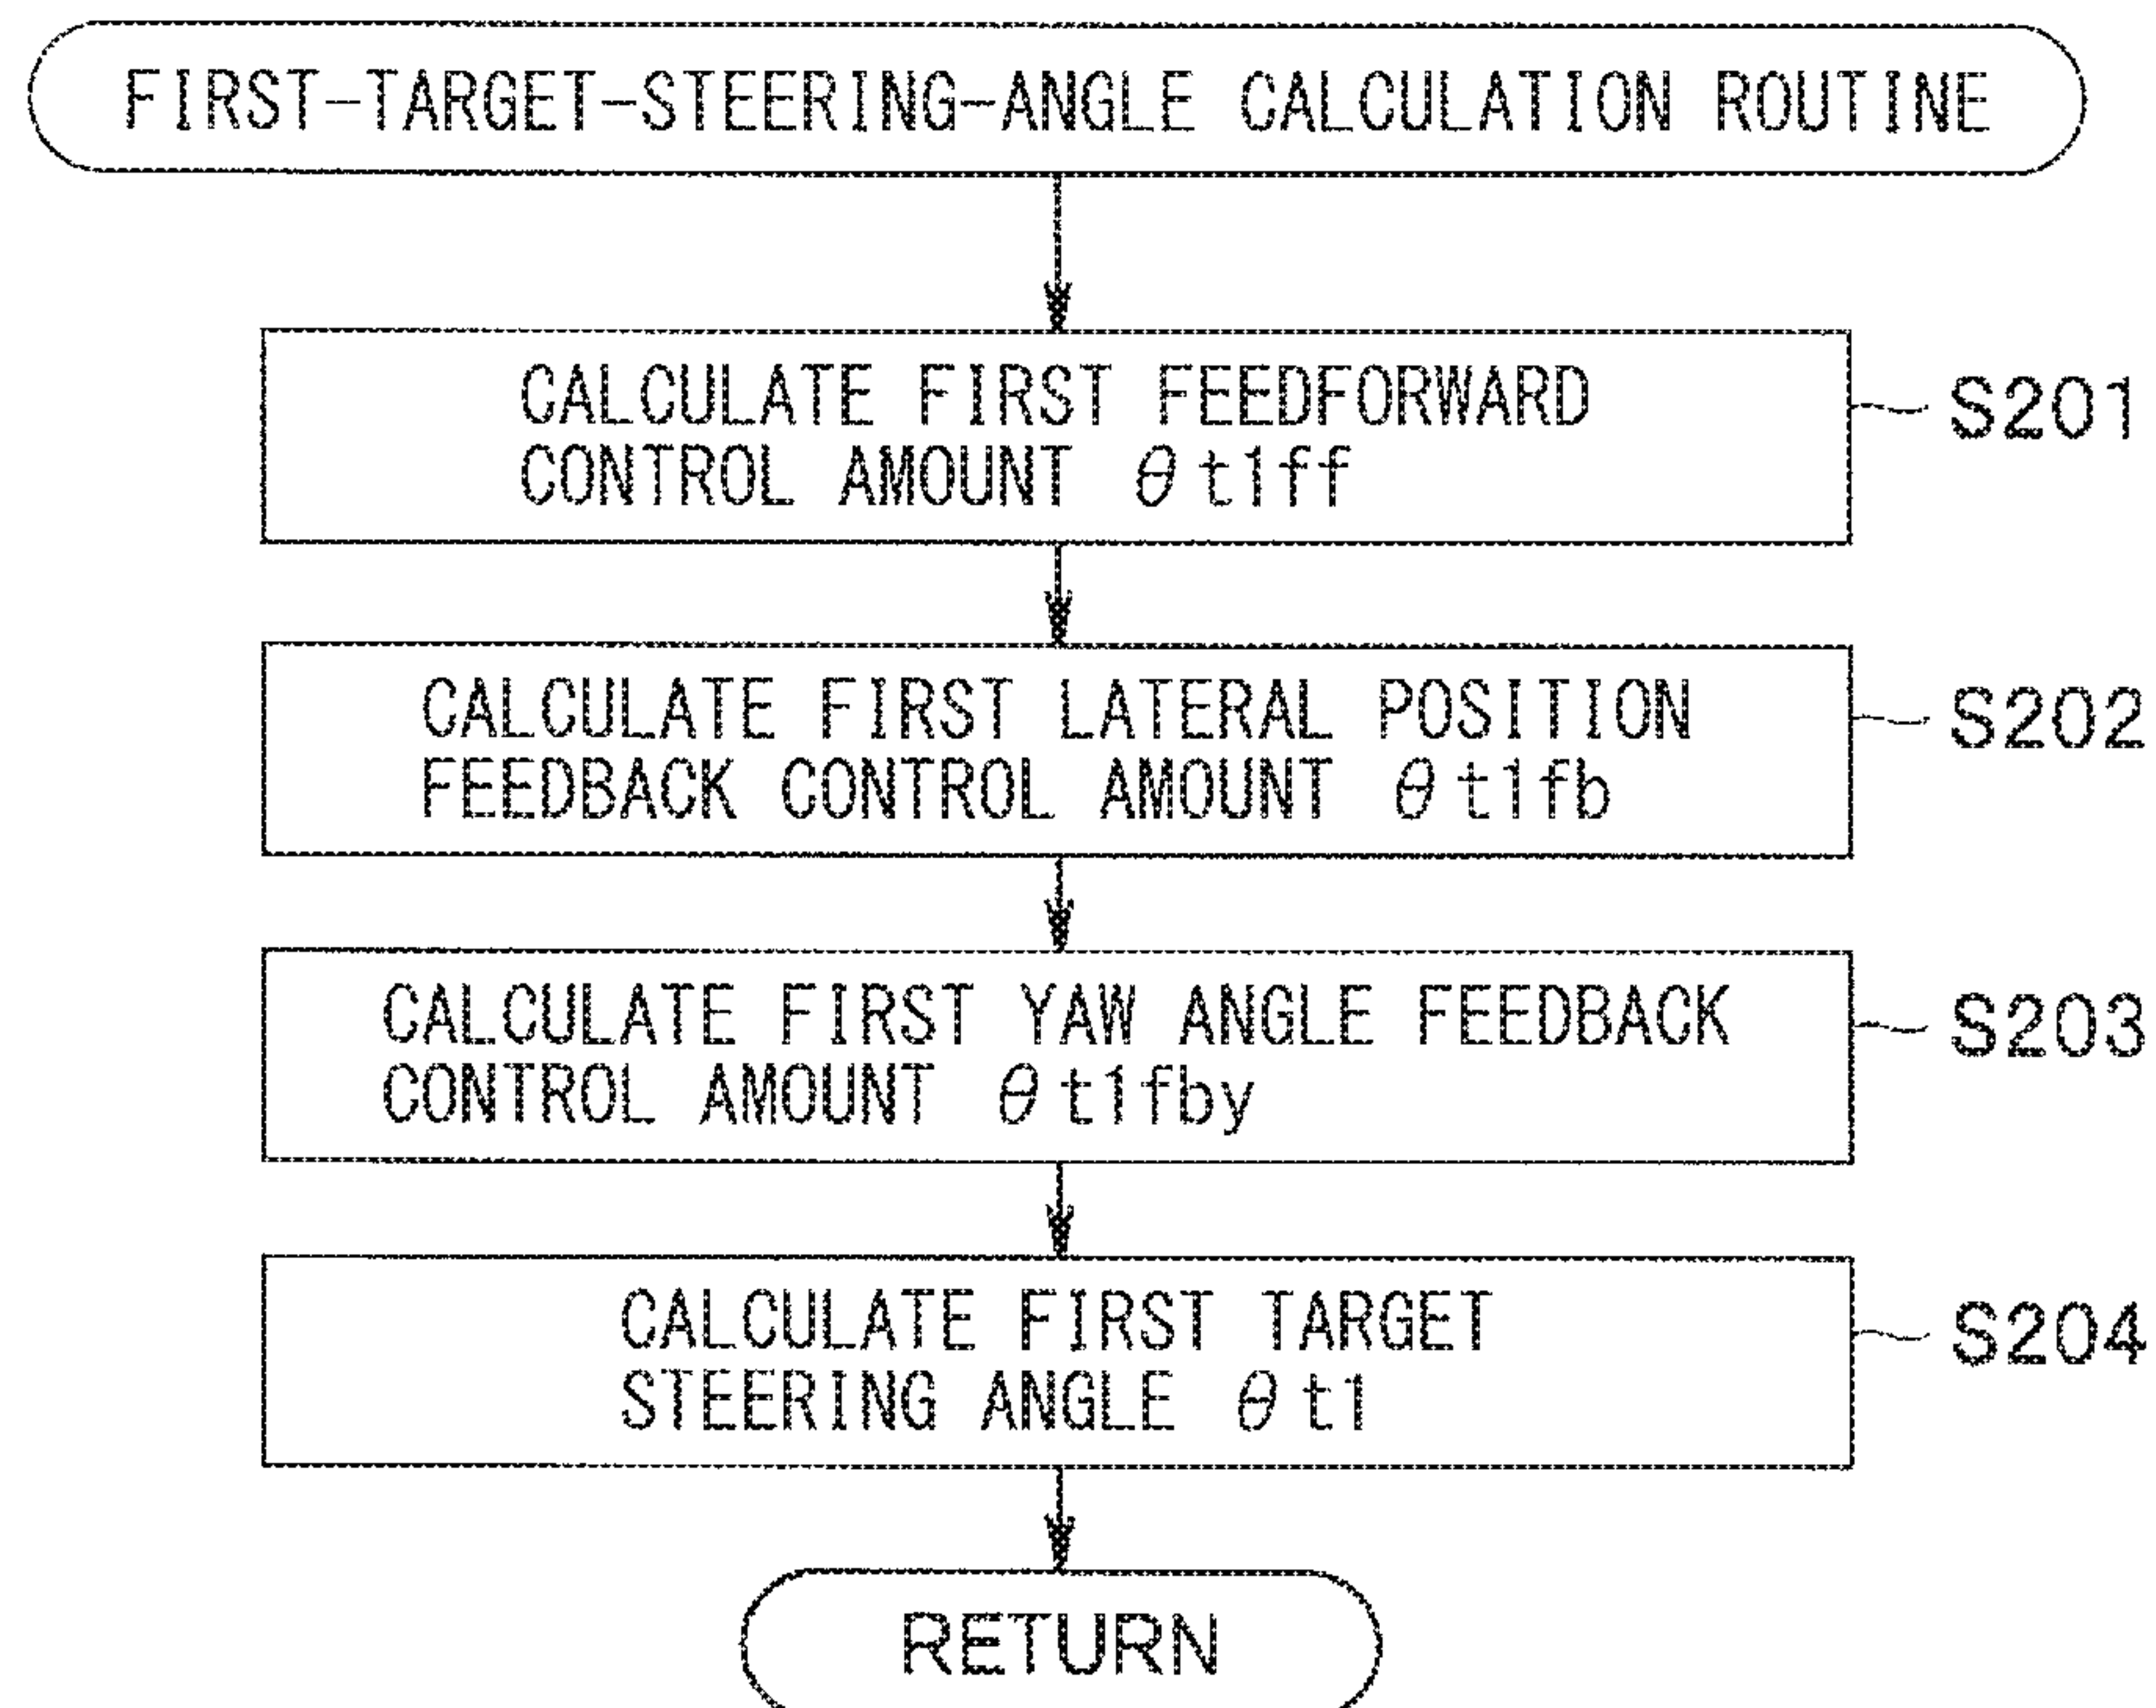 FIRST-TARGET-STEERING-ANGLE CALCULATION ROUTINE
CALCULATE FIRST FEEDFORWARD
CONTROL AMOUNT θt1ff
S201
CALCULATE FIRST LATERAL POSITION
FEEDBACK CONTROL AMOUNT θt1fb
S202
CALCULATE FIRST YAW ANGLE FEEDBACK
CONTROL AMOUNT θt1fby
S203
CALCULATE FIRST TARGET
STEERING ANGLE θt1
S204
RETURN